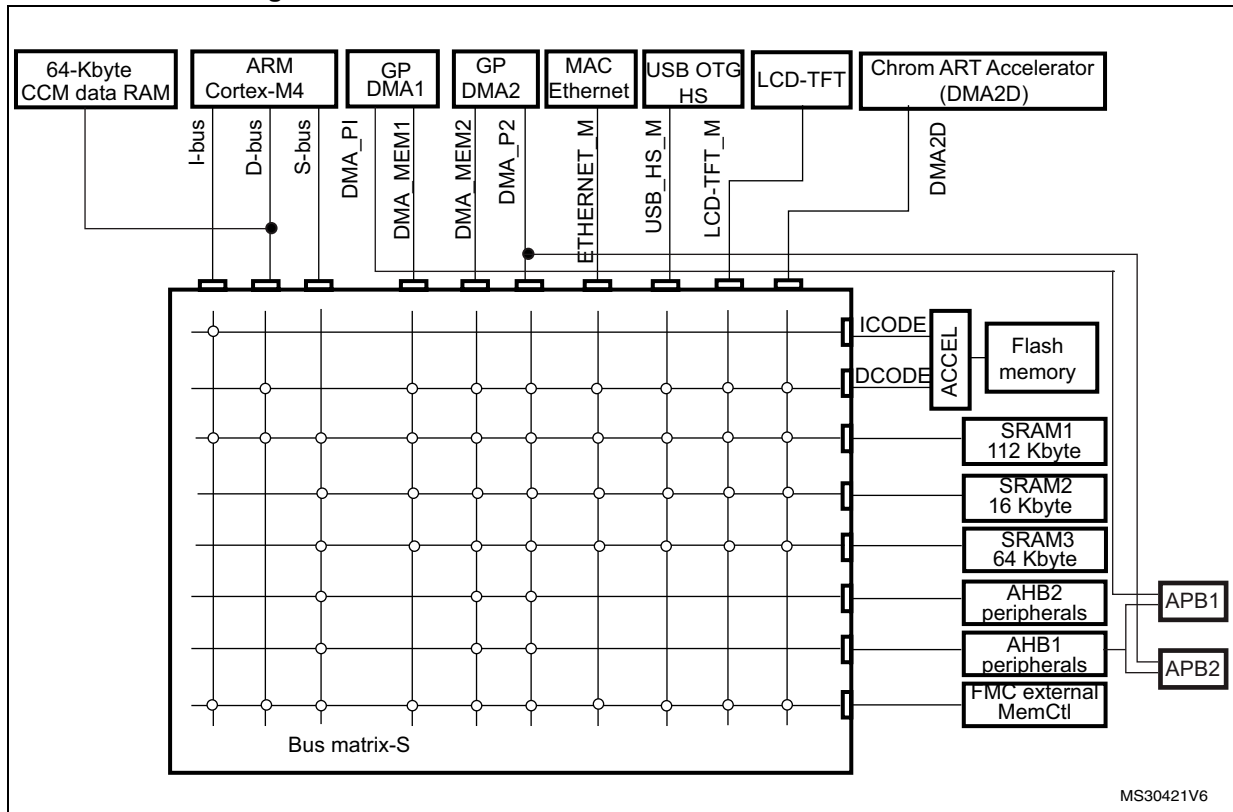 64-Kbyte
CCM data RAM
ARM
Cortex-M4
GP
DMA1
GP
DMA2
MAC
Ethernet
USB OTG
HS
LCD-TFT
Chrom ART Accelerator
(DMA2D)
I-bus
D-bus
S-bus
DMA_PI
DMA_MEM1
DMA_MEM2
DMA_P2
ETHERNET_M
USB_HS_M
LCD-TFT_M
DMA2D
ICODE
DCODE
ACCEL
Flash
memory
SRAM1
112 Kbyte
SRAM2
16 Kbyte
SRAM3
64 Kbyte
AHB2
peripherals
AHB1
peripherals
FMC external
MemCtl
APB1
APB2
Bus matrix-S
MS30421V6